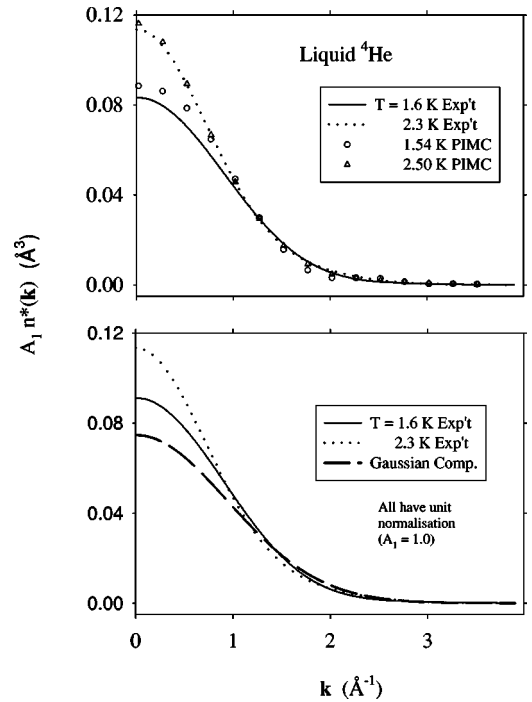 0.12
0.08
0.04
0.00
Liquid ⁴He
T = 1.6 K Exp't
2.3 K Exp't
1.54 K PIMC
2.50 K PIMC
A₁ n*(k) (Å³)
0.12
0.08
0.04
0.00
T = 1.6 K Exp't
2.3 K Exp't
Gaussian Comp.
All have unit
normalisation
(A₁ = 1.0)
0 1 2 3
k (Å⁻¹)